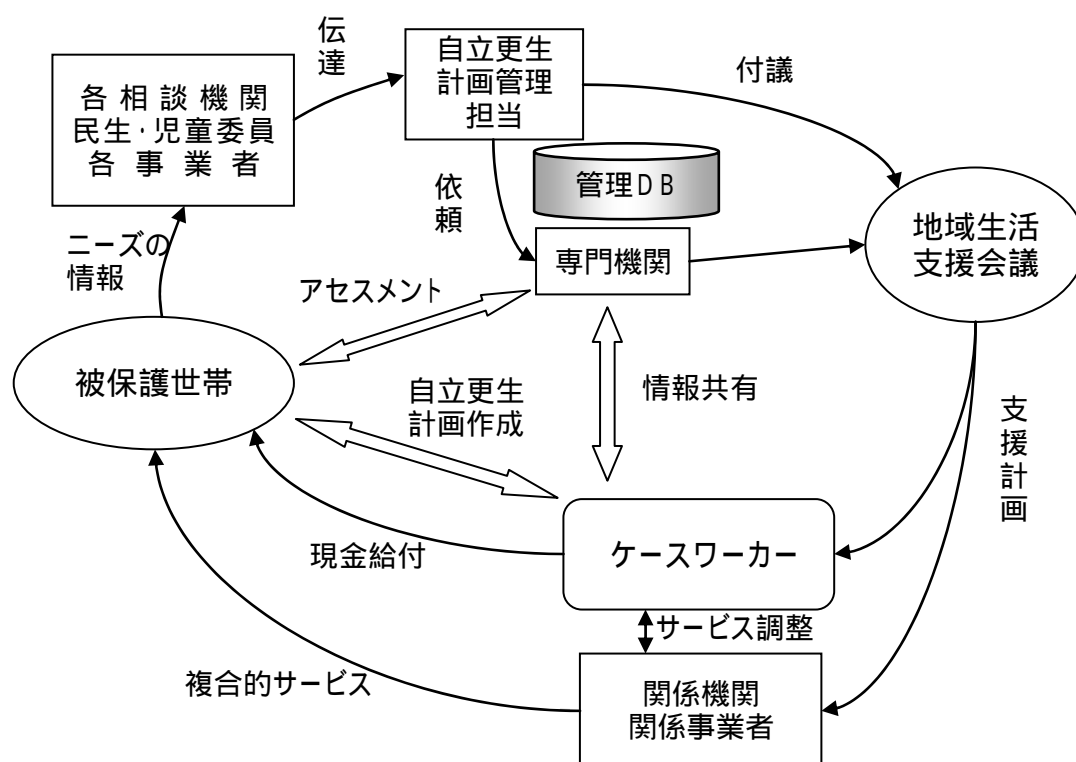 伝達
各相談機関
民生・児童委員
各事業者
自立更生
計画管理
担当
付議
依頼
管理DB
専門機関
地域生活
支援会議
ニーズの
情報
アセスメント
被保護世帯
自立更生
計画作成
情報共有
支援計画
ケースワーカー
現金給付
サービス調整
複合的サービス
関係機関
関係事業者